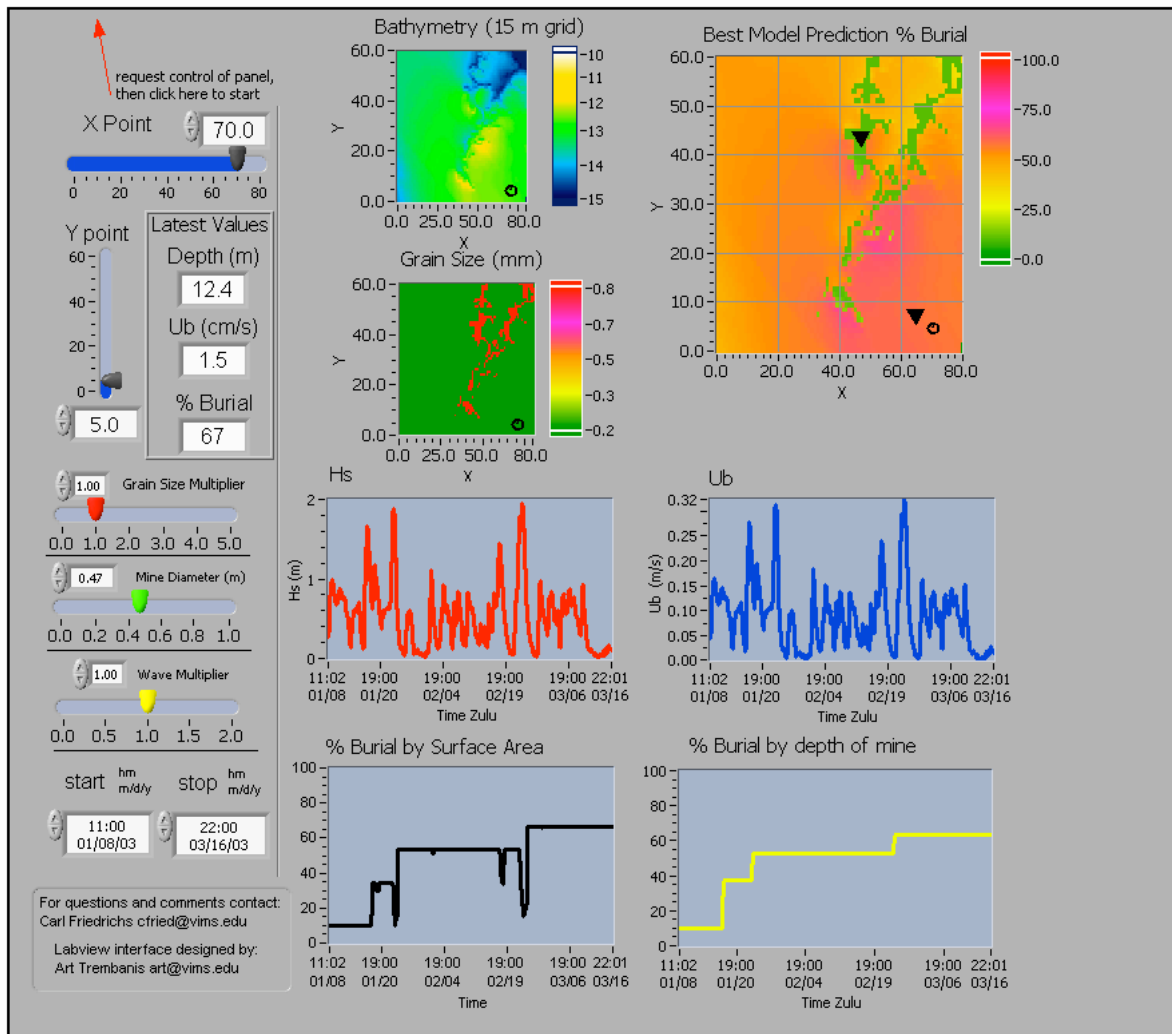 request control of panel,
then click here to start
X Point
70.0
0 20 40 60 80
Y point
60
40
20
0
5.0
Latest Values
Depth (m)
12.4
Ub (cm/s)
1.5
% Burial
67
1.00 Grain Size Multiplier
0.0 1.0 2.0 3.0 4.0 5.0
0.47 Mine Diameter (m)
0.0 0.2 0.4 0.6 0.8 1.0
1.00 Wave Multiplier
0.0 0.5 1.0 1.5 2.0
start hm
m/d/y
stop hm
m/d/y
11:00
01/08/03
22:00
03/16/03
For questions and comments contact:
Carl Friedrichs cfried@vims.edu
Labview interface designed by:
Art Trembanis art@vims.edu
Bathymetry (15 m grid)
60.0
40.0
20.0
0.0
Y
0.0 25.0 50.0 80.0
X
-10
-11
-12
-13
-14
-15
Grain Size (mm)
60.0
40.0
20.0
0.0
Y
0.0 25.0 50.0 80.0
X
-0.8
-0.7
-0.5
-0.3
-0.2
Best Model Prediction % Burial
60.0
50.0
40.0
30.0
20.0
10.0
0.0
Y
0.0 20.0 40.0 60.0 80.0
X
-100.0
-75.0
-50.0
-25.0
-0.0
Hs
2
1
0
Hs (m)
11:02 19:00 19:00 19:00 19:00 22:01
01/08 01/20 02/04 02/19 03/06 03/16
Time Zulu
Ub
0.32
0.25
0.20
0.15
0.10
0.05
0.00
Ub (m/s)
11:02 19:00 19:00 19:00 19:00 22:01
01/08 01/20 02/04 02/19 03/06 03/16
Time Zulu
% Burial by Surface Area
100
80
60
40
20
0
11:02 19:00 19:00 19:00 19:00 22:01
01/08 01/20 02/04 02/19 03/06 03/16
Time
% Burial by depth of mine
100
80
60
40
20
0
11:02 19:00 19:00 19:00 19:00 22:01
01/08 01/20 02/04 02/19 03/06 03/16
Time Zulu